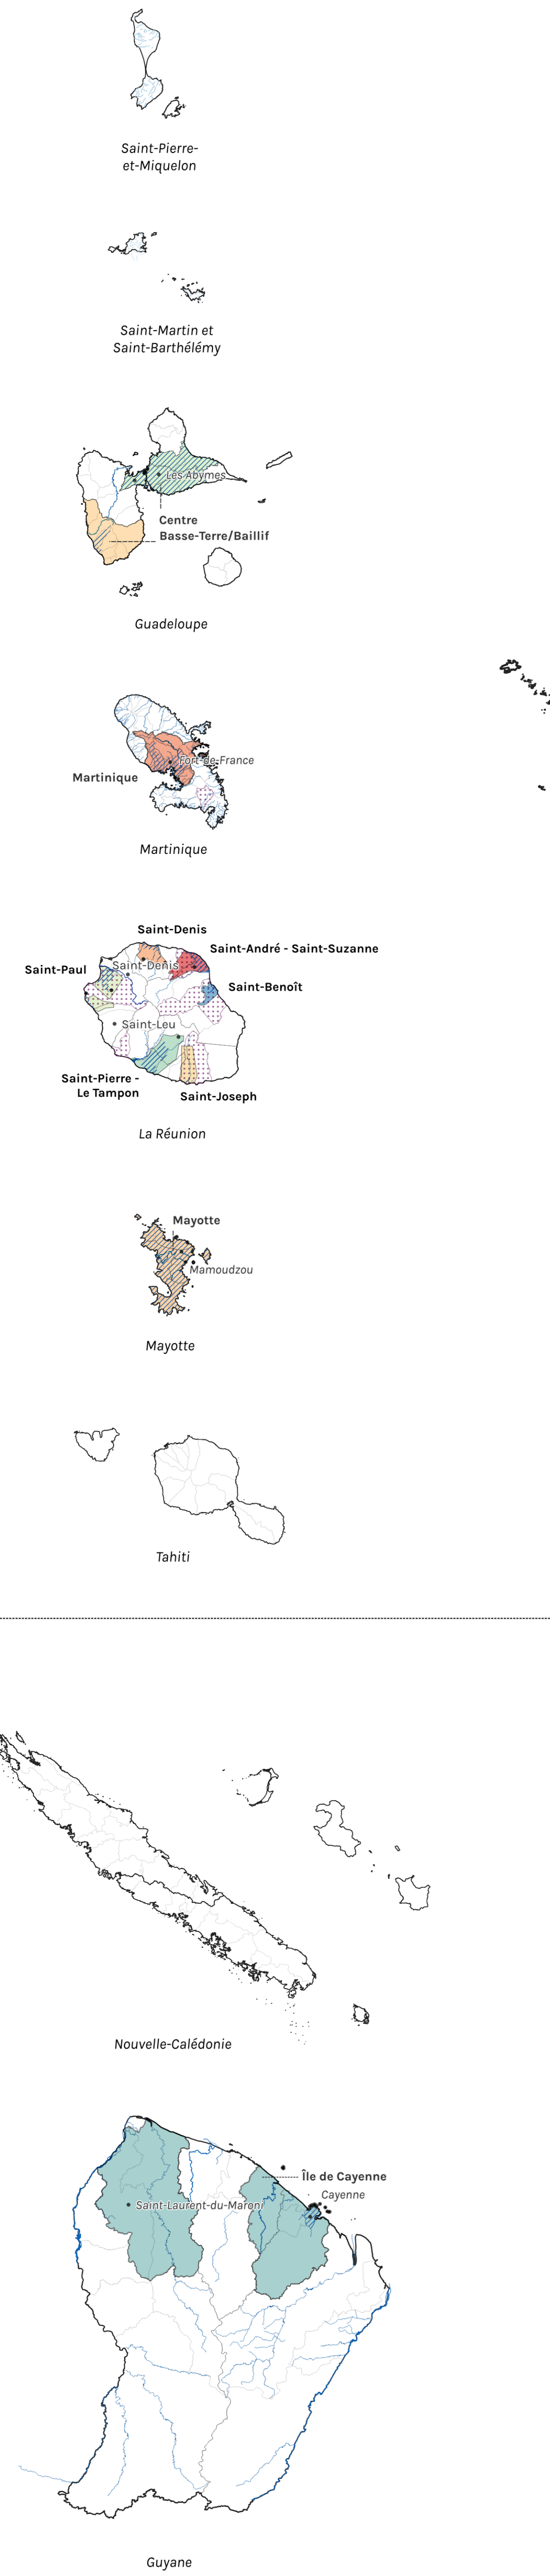 Saint-Pierre-
et-Miquelon
Saint-Martin et
Saint-Barthélémy
Les Abymes
Centre
Basse-Terre/Baillif
Guadeloupe
Fort-de-France
Martinique
Martinique
Saint-Denis
Saint-André - Saint-Suzanne
Saint-Denis
Saint-Paul
Saint-Benoît
Saint-Leu
Saint-Pierre -
Le Tampon
Saint-Joseph
La Réunion
Mayotte
Mamoudzou
Mayotte
Tahiti
Nouvelle-Calédonie
Île de Cayenne
Cayenne
Saint-Laurent-du-Maroni
Guyane